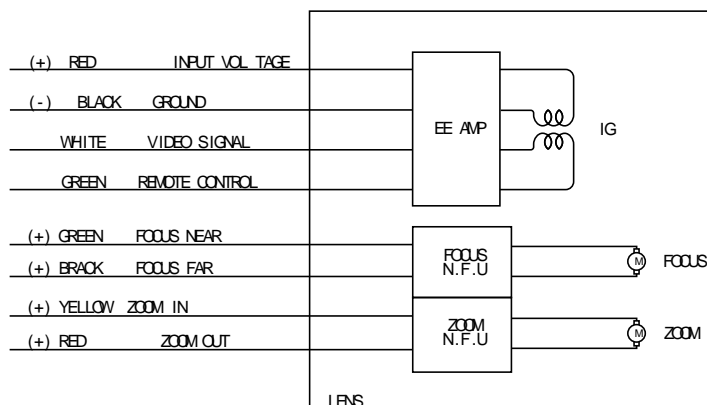 (+) RED INPUT VOLTAGE
(-) BLACK GROUND
WHITE VIDEO SIGNAL
GREEN REMOTE CONTROL
EE AMP
IG
(+) GREEN FOCUS NEAR
(+) BRACK FOCUS FAR
FOCUS
N.F.U
M
FOCUS
(+) YELLOW ZOOM IN
(+) RED ZOOM OUT
ZOOM
N.F.U
M
ZOOM
LENS